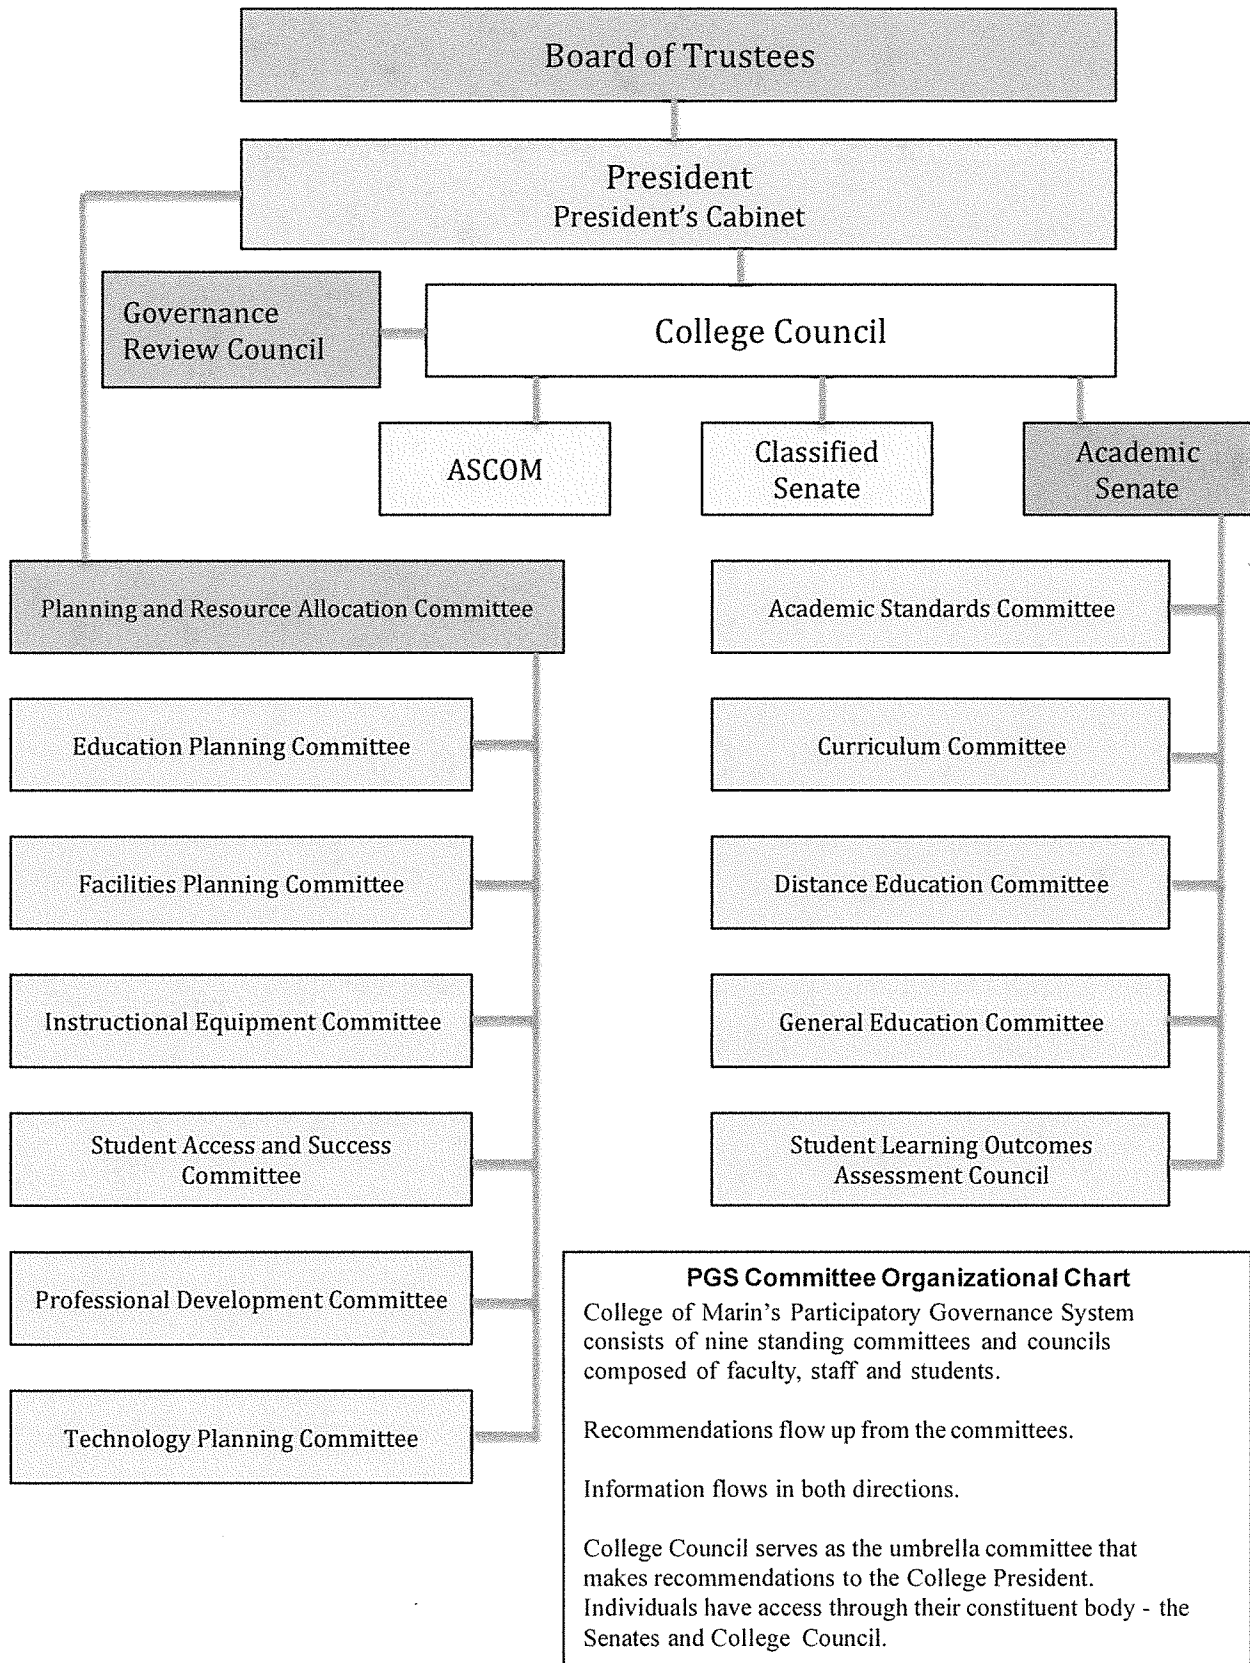 Board of Trustees
President
President's Cabinet
Governance
Review Council
College Council
ASCOM
Classified
Senate
Academic
Senate
Planning and Resource Allocation Committee
Education Planning Committee
Facilities Planning Committee
Instructional Equipment Committee
Student Access and Success
Committee
Professional Development Committee
Technology Planning Committee
Academic Standards Committee
Curriculum Committee
Distance Education Committee
General Education Committee
Student Learning Outcomes
Assessment Council
PGS Committee Organizational Chart
College of Marin's Participatory Governance System
consists of nine standing committees and councils
composed of faculty, staff and students.
Recommendations flow up from the committees.
Information flows in both directions.
College Council serves as the umbrella committee that
makes recommendations to the College President.
Individuals have access through their constituent body - the
Senates and College Council.